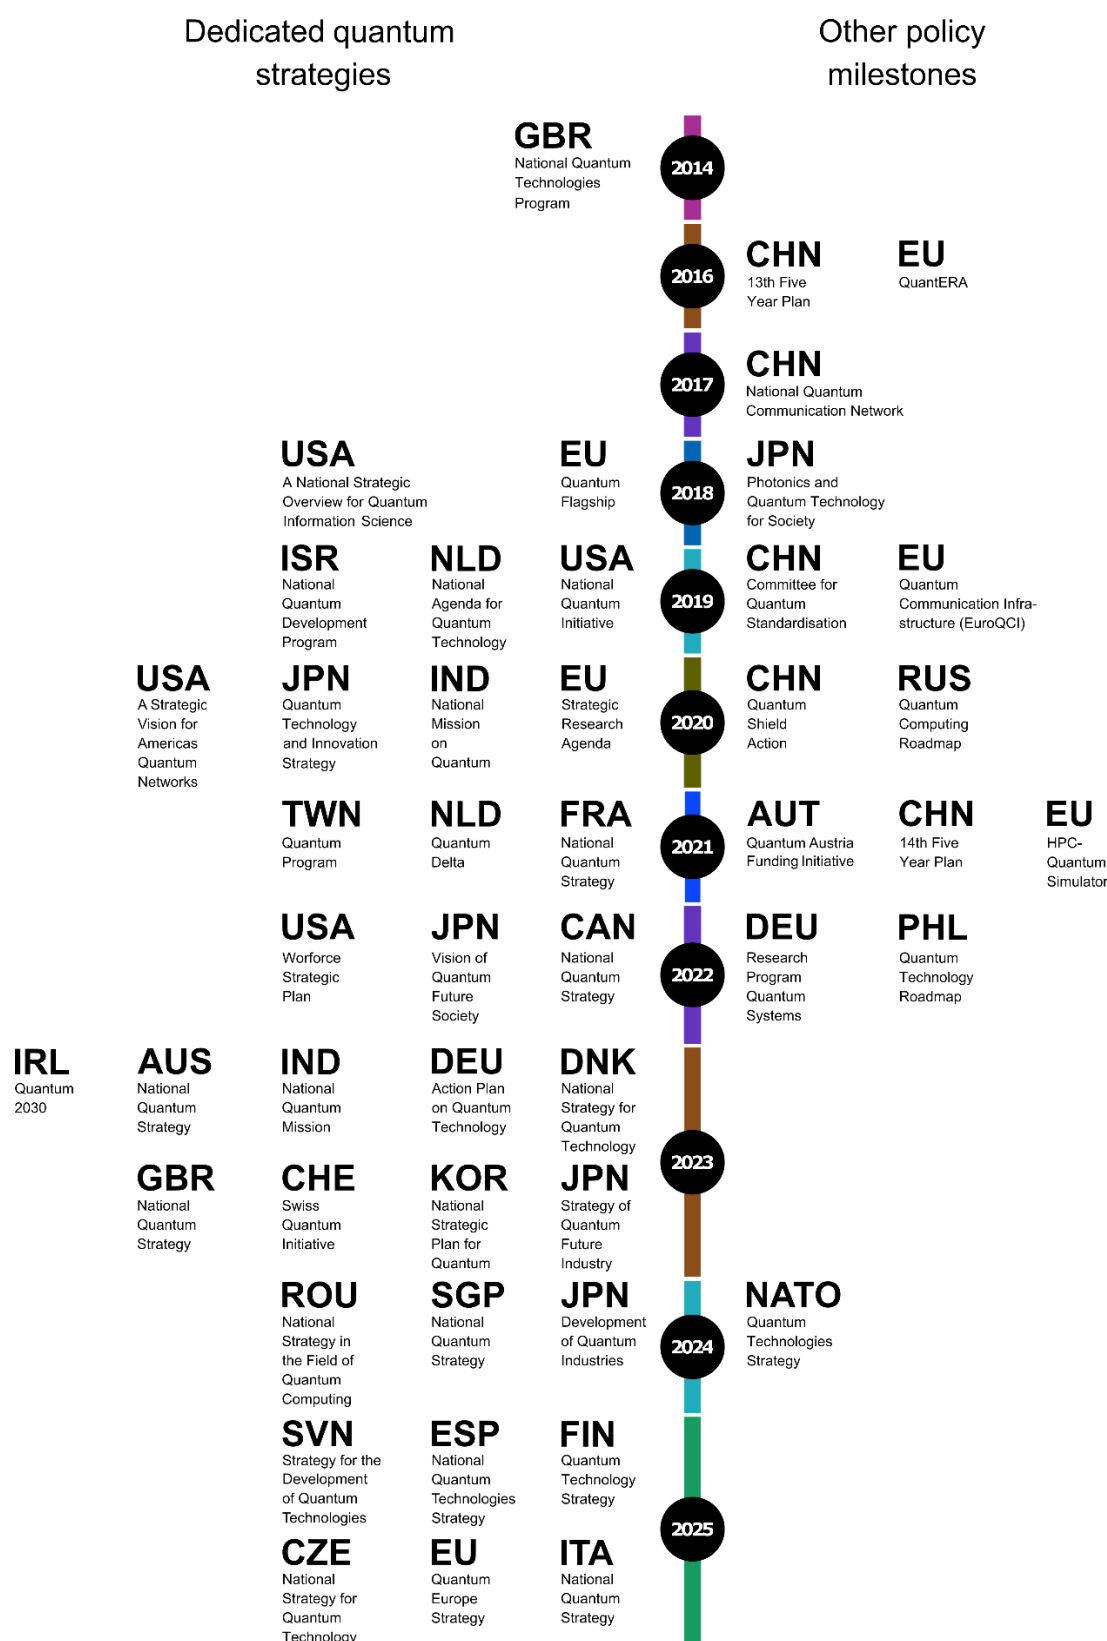 Dedicated quantum
strategies
Other policy
milestones
GBR
National Quantum
Technologies
Program
2014
2016
CHN
13th Five
Year Plan
EU
QuantERA
2017
CHN
National Quantum
Communication Network
USA
A National Strategic
Overview for Quantum
Information Science
EU
Quantum
Flagship
2018
JPN
Photonics and
Quantum Technology
for Society
ISR
National
Quantum
Development
Program
NLD
National
Agenda for
Quantum
Technology
USA
National
Quantum
Initiative
2019
CHN
Committee for
Quantum
Standardisation
EU
Quantum
Communication Infra-
structure (EuroQCI)
USA
A Strategic
Vision for
Americas
Quantum
Networks
JPN
Quantum
Technology
and Innovation
Strategy
IND
National
Mission
on
Quantum
EU
Strategic
Research
Agenda
2020
CHN
Quantum
Shield
Action
RUS
Quantum
Computing
Roadmap
TWN
Quantum
Program
NLD
Quantum
Delta
FRA
National
Quantum
Strategy
2021
AUT
Quantum Austria
Funding Initiative
CHN
14th Five
Year Plan
EU
HPC-
Quantum
Simulator
USA
Worforce
Strategic
Plan
JPN
Vision of
Quantum
Future
Society
CAN
National
Quantum
Strategy
2022
DEU
Research
Program
Quantum
Systems
PHL
Quantum
Technology
Roadmap
IRL
Quantum
2030
AUS
National
Quantum
Strategy
IND
National
Quantum
Mission
DEU
Action Plan
on Quantum
Technology
DNK
National
Strategy for
Quantum
Technology
2023
GBR
National
Quantum
Strategy
CHE
Swiss
Quantum
Initiative
KOR
National
Strategic
Plan for
Quantum
JPN
Strategy of
Quantum
Future
Industry
ROU
National
Strategy in
the Field of
Quantum
Computing
SGP
National
Quantum
Strategy
JPN
Development
of Quantum
Industries
2024
NATO
Quantum
Technologies
Strategy
SVN
Strategy for the
Development
of Quantum
Technologies
ESP
National
Quantum
Technologies
Strategy
FIN
Quantum
Technology
Strategy
2025
CZE
National
Strategy for
Quantum
Technology
EU
Quantum
Europe
Strategy
ITA
National
Quantum
Strategy